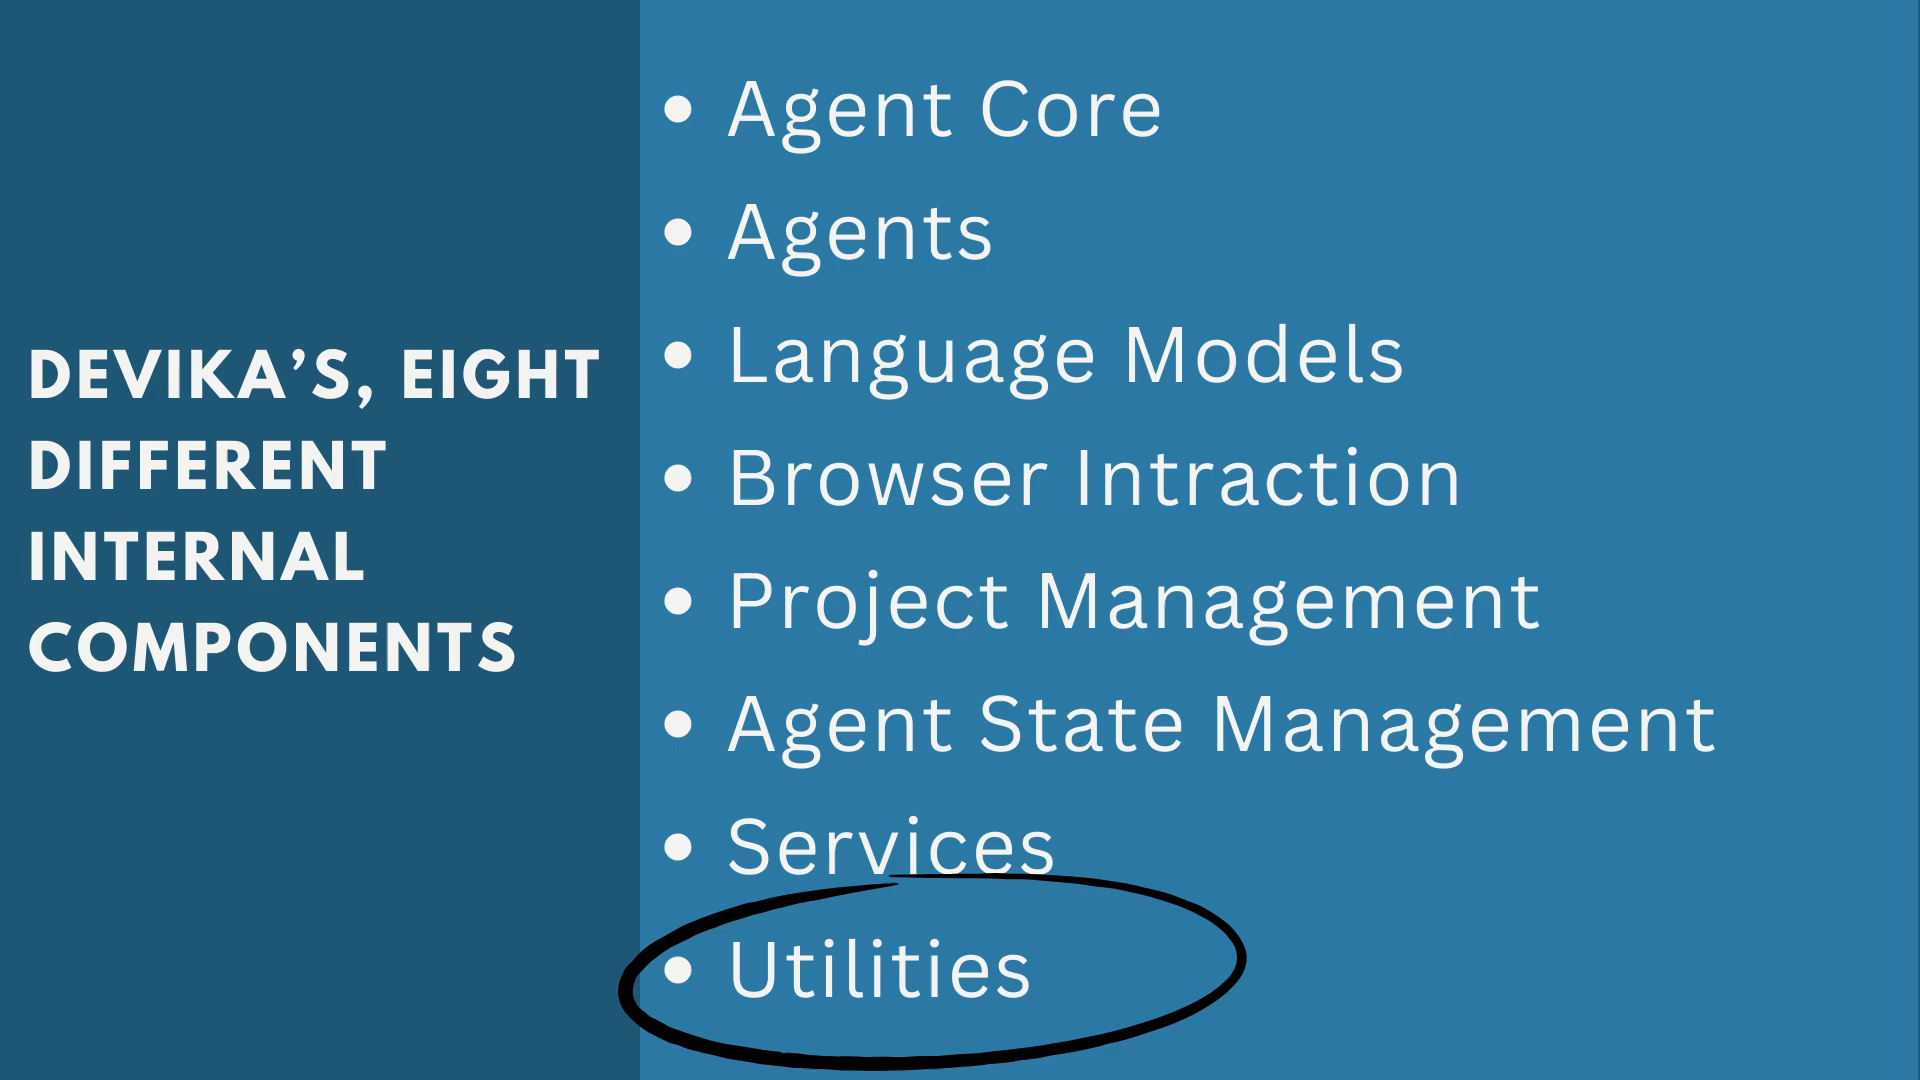 DEVIKA’S, EIGHT
DIFFERENT
INTERNAL
COMPONENTS
• Agent Core
• Agents
• Language Models
• Browser Intraction
• Project Management
• Agent State Management
• Services
• Utilities